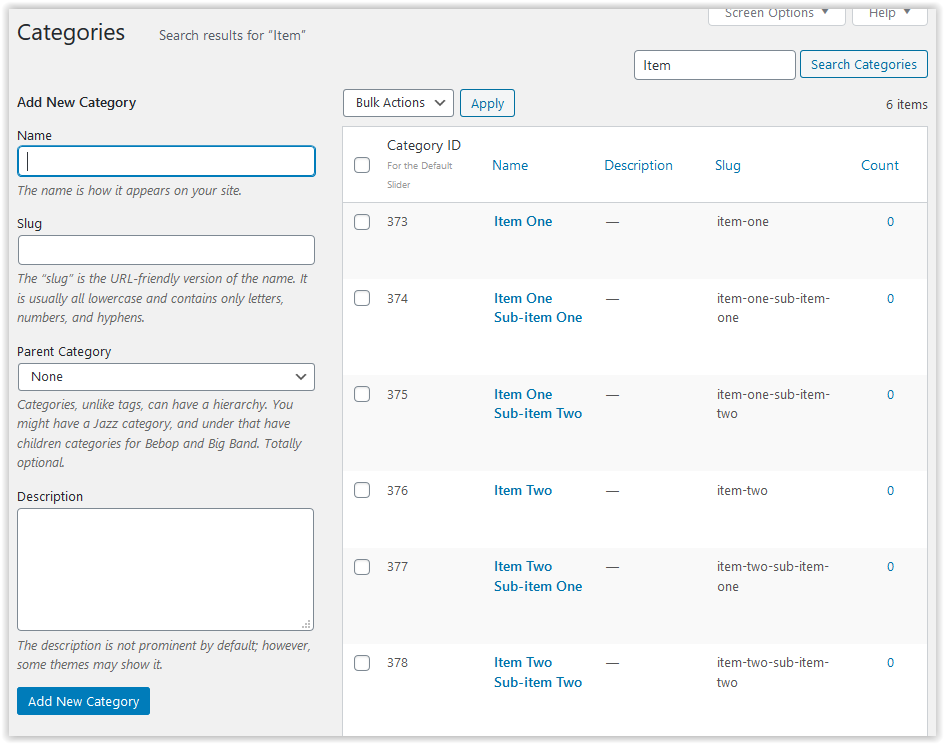 Screen Options ▼
Help ▼
Categories
Search results for “Item”
Item
Search Categories
Add New Category
Name
The name is how it appears on your site.
Slug
The “slug” is the URL-friendly version of the name. It
is usually all lowercase and contains only letters,
numbers, and hyphens.
Parent Category
None
Categories, unlike tags, can have a hierarchy. You
might have a Jazz category, and under that have
children categories for Bebop and Big Band. Totally
optional.
Description
The description is not prominent by default; however,
some themes may show it.
Add New Category
Bulk Actions
Apply
6 items
Category ID
For the Default
Slider
Name
Description
Slug
Count
373
Item One
—
item-one
0
374
Item One
Sub-item One
—
item-one-sub-item-
one
0
375
Item One
Sub-item Two
—
item-one-sub-item-
two
0
376
Item Two
—
item-two
0
377
Item Two
Sub-item One
—
item-two-sub-item-
one
0
378
Item Two
Sub-item Two
—
item-two-sub-item-
two
0